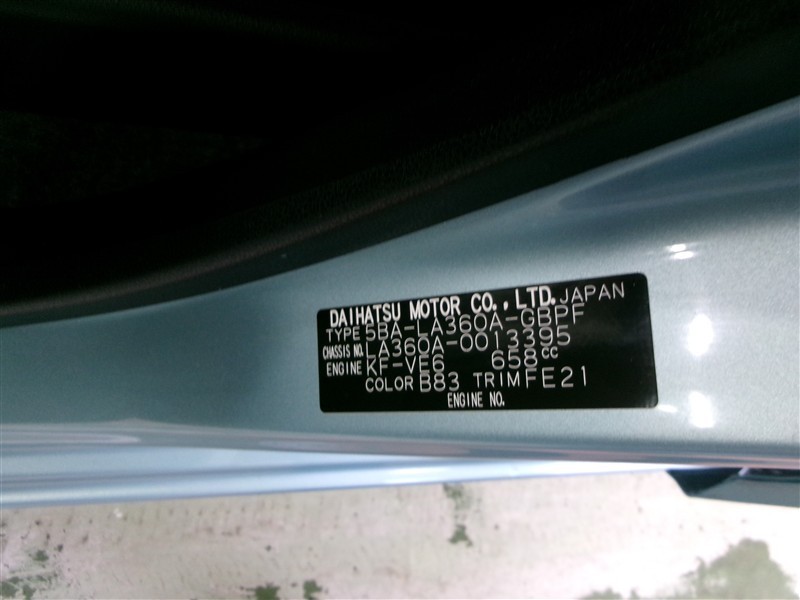 DAIHATSU MOTOR CO., LTD. JAPAN
TYPE 5BA-LA360A-GBPF
CHASSIS NO. LA360A-0013395
ENGINE KF-VE6 658cc
COLOR B83 TRIM FE21
ENGINE NO.